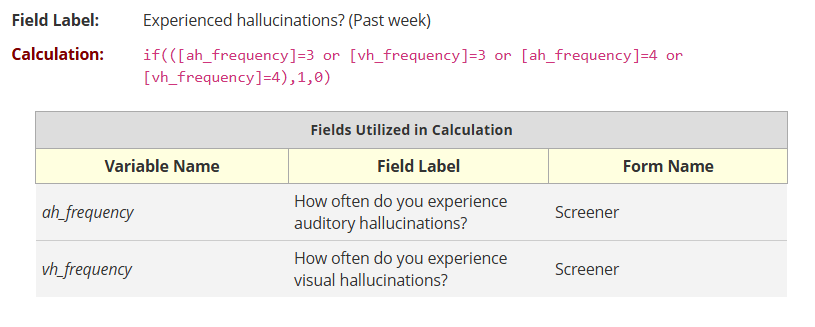 Field Label: Experienced hallucinations? (Past week)
Calculation: if(([ah_frequency]=3 or [vh_frequency]=3 or [ah_frequency]=4 or
[vh_frequency]=4),1,0)
Fields Utilized in Calculation
Variable Name Field Label Form Name
ah_frequency How often do you experience auditory hallucinations? Screener
vh_frequency How often do you experience visual hallucinations? Screener